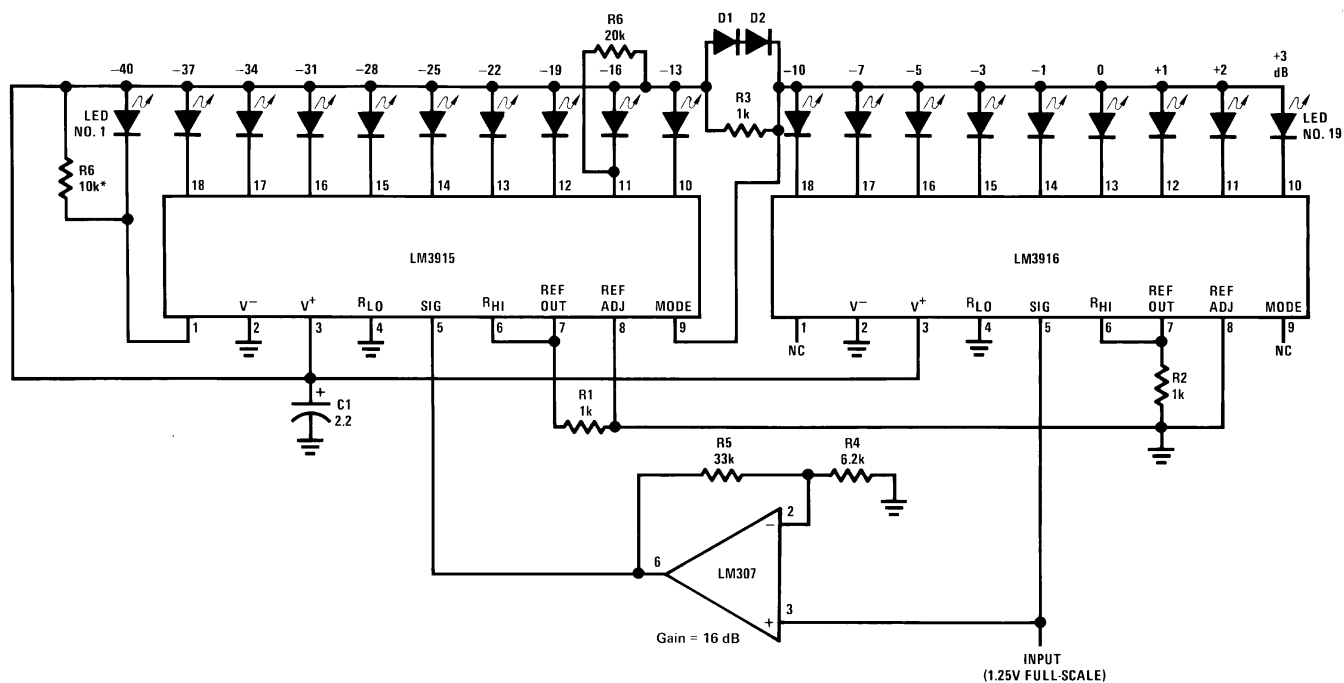 R6
20k
D1 D2
−40 −37 −34 −31 −28 −25 −22 −19 −16 −13 −10 −7 −5 −3 −1 0 +1 +2 +3
dB
LED
NO. 1
R3
1k
LED
NO. 19
R6
10k*
18 17 16 15 14 13 12 11 10 18 17 16 15 14 13 12 11 10
LM3915 LM3916
V− V+ RLO SIG RHI REF OUT REF ADJ MODE V− V+ RLO SIG RHI REF OUT REF ADJ MODE
1 2 3 4 5 6 7 8 9 1 2 3 4 5 6 7 8 9
NC NC
+
C1
2.2
R1
1k
R2
1k
R5
33k
R4
6.2k
2
−
6
LM307
3
+
Gain = 16 dB
INPUT
(1.25V FULL-SCALE)